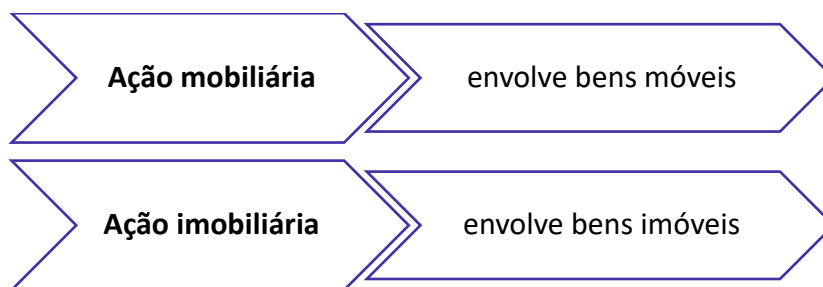 Ação mobiliária
envolve bens móveis
Ação imobiliária
envolve bens imóveis